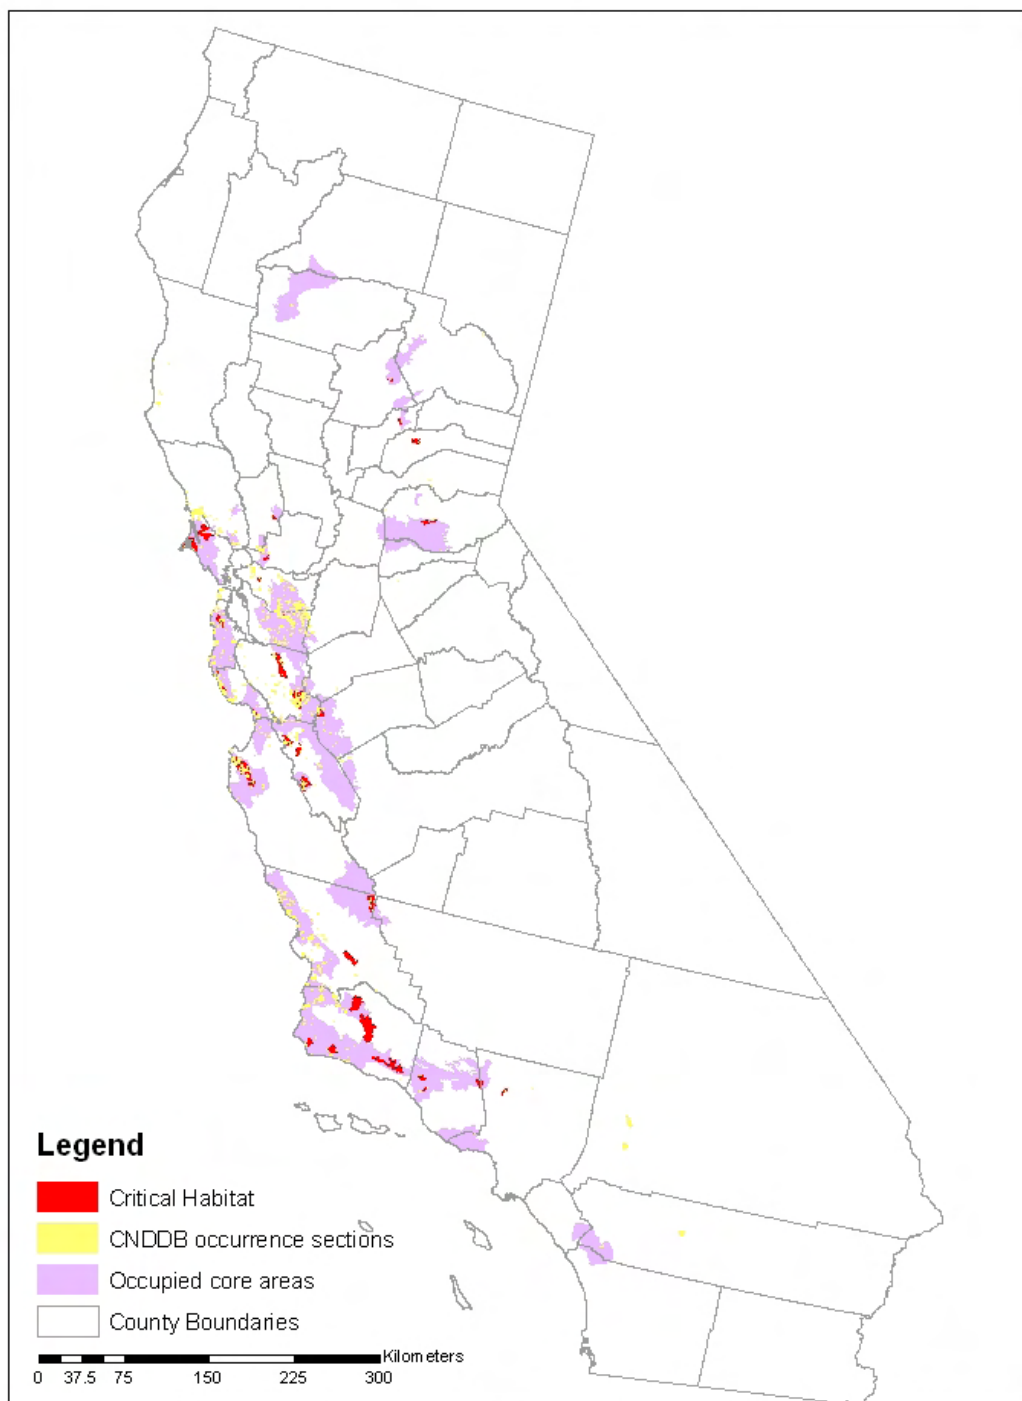 Legend
Critical Habitat
CNDDB occurrence sections
Occupied core areas
County Boundaries
Kilometers
0 37.5 75 150 225 300